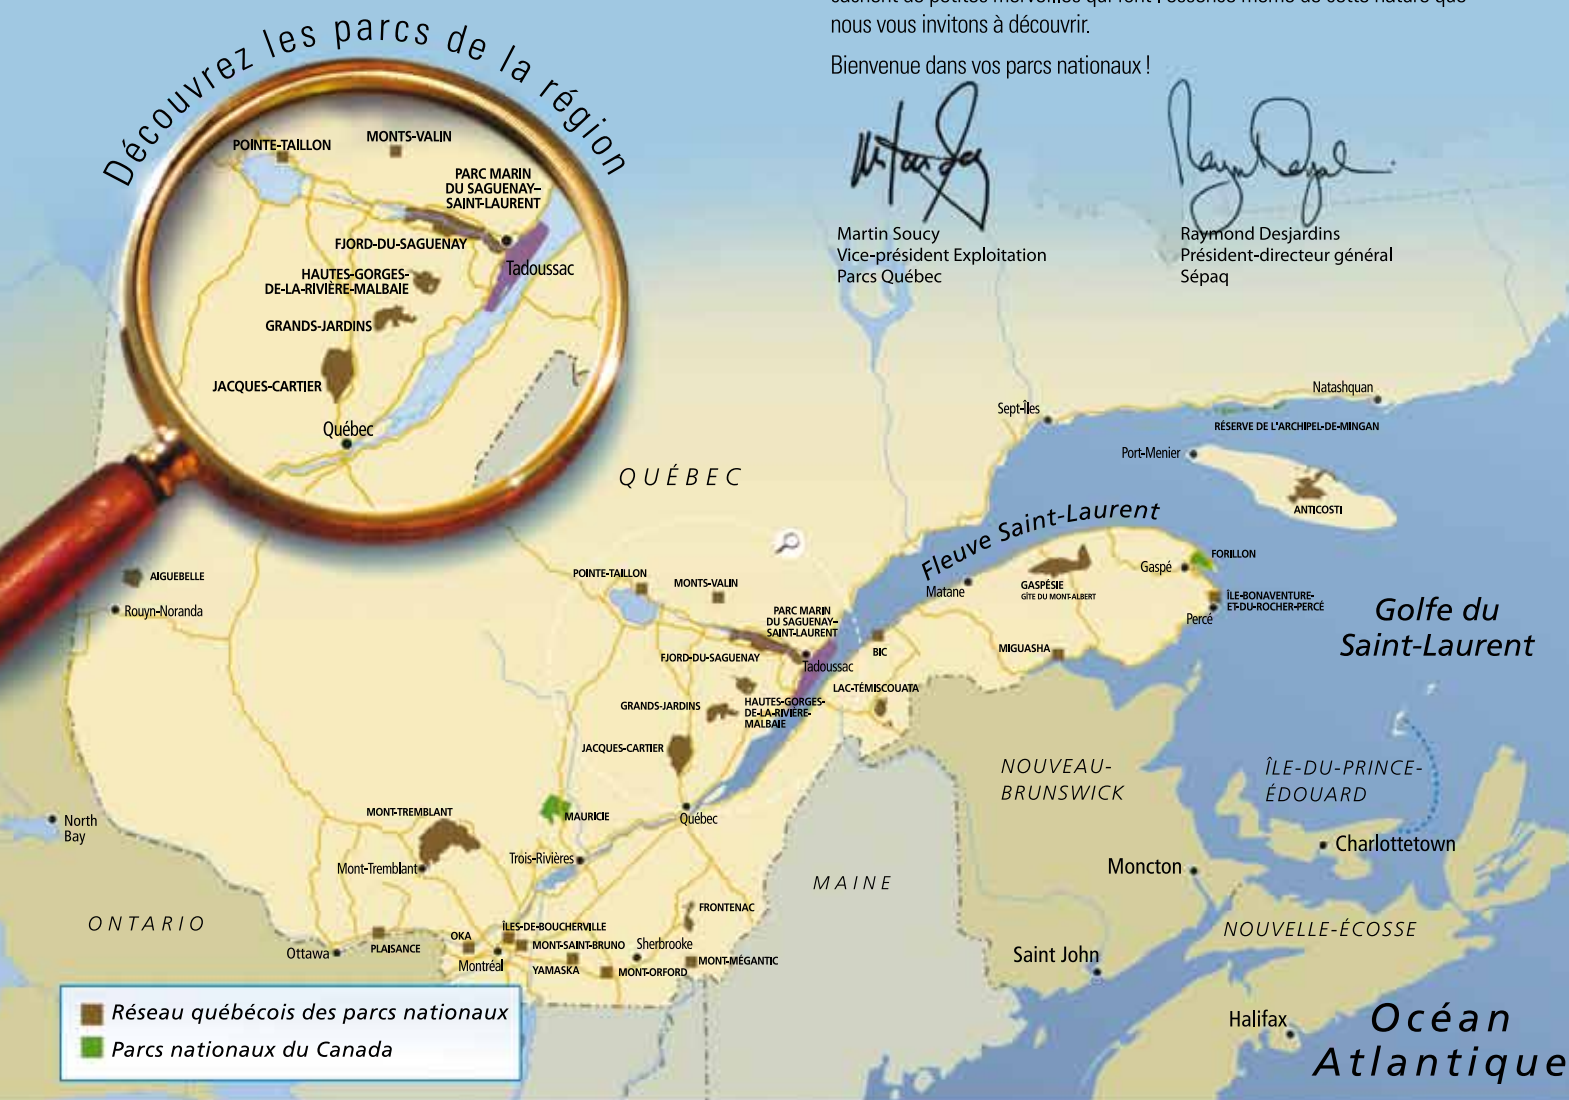 nous vous invitons à découvrir.
Bienvenue dans vos parcs nationaux !
Martin Soucy
Vice-président Exploitation
Parcs Québec
Raymond Desjardins
Président-directeur général
Sépaq
Découvrez les parcs de la région
POINTE-TAILLON
MONTS-VALIN
PARC MARIN
DU SAGUENAY–
SAINT-LAURENT
FJORD-DU-SAGUENAY
Tadoussac
HAUTES-GORGES-
DE-LA-RIVIÈRE-MALBAIE
GRANDS-JARDINS
JACQUES-CARTIER
Québec
QUÉBEC
Sept-Îles
Natashquan
RÉSERVE DE L'ARCHIPEL-DE-MINGAN
Port-Menier
ANTICOSTI
Fleuve Saint-Laurent
AIGUEBELLE
Rouyn-Noranda
POINTE-TAILLON
MONTS-VALIN
PARC MARIN
DU SAGUENAY–
SAINT-LAURENT
FJORD-DU-SAGUENAY
Tadoussac
Matane
GASPÉSIE
GÎTE DU MONT-ALBERT
Gaspé
FORILLON
ÎLE-BONAVENTURE-
ET-DU-ROCHER-PERCÉ
Percé
Golfe du
Saint-Laurent
BIC
MIGUASHA
LAC-TÉMISCOUATA
GRANDS-JARDINS
HAUTES-GORGES-
DE-LA-RIVIÈRE-
MALBAIE
JACQUES-CARTIER
Québec
NOUVEAU-
BRUNSWICK
ÎLE-DU-PRINCE-
ÉDOUARD
Charlottetown
Moncton
North
Bay
MONT-TREMBLANT
MAURICIE
Mont-Tremblant
Trois-Rivières
MAINE
ONTARIO
FRONTENAC
NOUVELLE-ÉCOSSE
Ottawa
PLAISANCE
OKA
ÎLES-DE-BOUCHERVILLE
MONT-SAINT-BRUNO
Sherbrooke
Montréal
YAMASKA
MONT-ORFORD
MONT-MÉGANTIC
Saint John
Halifax
Océan
Atlantique
Réseau québécois des parcs nationaux
Parcs nationaux du Canada